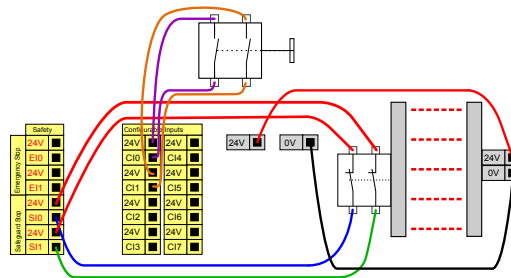 Safety
Emergency Stop
24V
EI0
24V
EI1
Safeguard Stop
24V
SI0
24V
SI1
Configurable Inputs
24V 24V
CI0 CI4
24V 24V
CI1 CI5
24V 24V
CI2 CI6
24V 24V
CI3 CI7
24V
0V
24V
0V